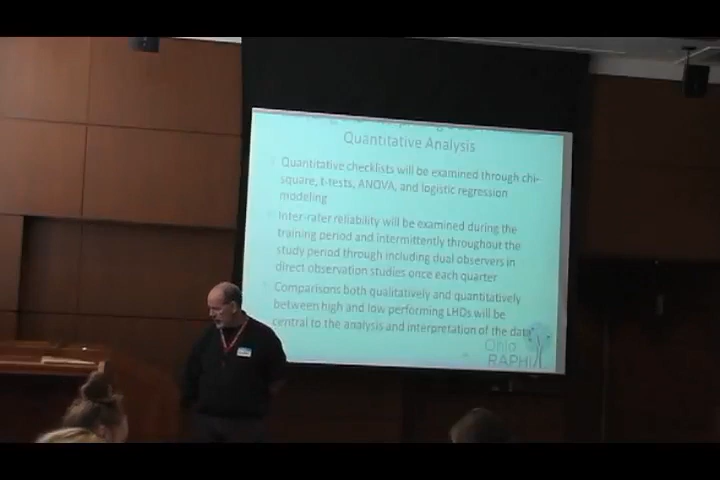 Quantitative Analysis
Quantitative checklists will be examined through chi-
square, t-tests, ANOVA, and logistic regression
modeling
Inter-rater reliability will be examined during the
training period and intermittently throughout the
study period through including dual observers in
direct observation studies once each quarter
Comparisons both qualitatively and quantitatively
between high and low performing LHDs will be
central to the analysis and interpretation of the data
Ohio
RAPHI